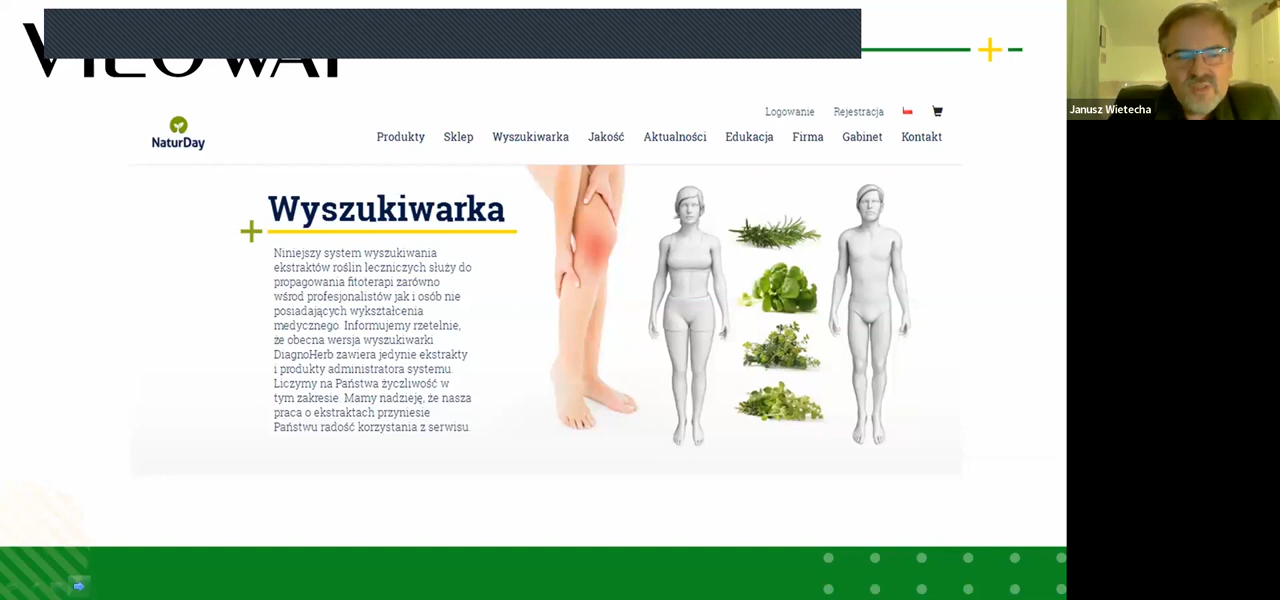 Janusz Wietecha
Logowanie Rejestracja
NaturDay
Produkty Sklep Wyszukiwarka Jakość Aktualności Edukacja Firma Gabinet Kontakt
Wyszukiwarka
Niniejszy system wyszukiwania
ekstraktów roślin leczniczych służy do
propagowania fitoterapi zarówno
wśród profesjonalistów jak i osób nie
posiadających wykształcenia
medycznego. Informujemy rzetelnie,
że obecna wersja wyszukiwarki
DiagnoHerb zawiera jedynie ekstrakty
i produkty administratora systemu.
Liczymy na Państwa życzliwość w
tym zakresie. Mamy nadzieję, że nasza
praca o ekstraktach przyniesie
Państwu radość korzystania z serwisu.